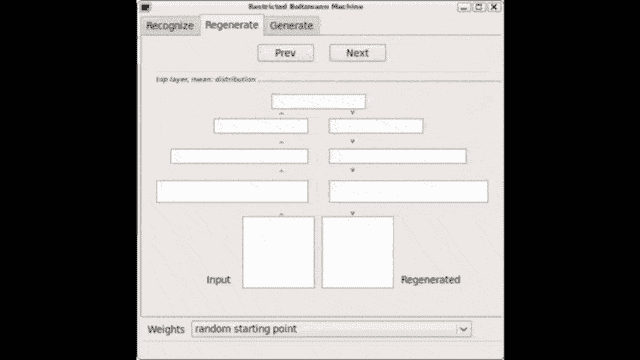 Restricted Boltzmann Machine
Recognize Regenerate Generate
Prev Next
top layer, mean: distribution
Input Regenerated
Weights random starting point